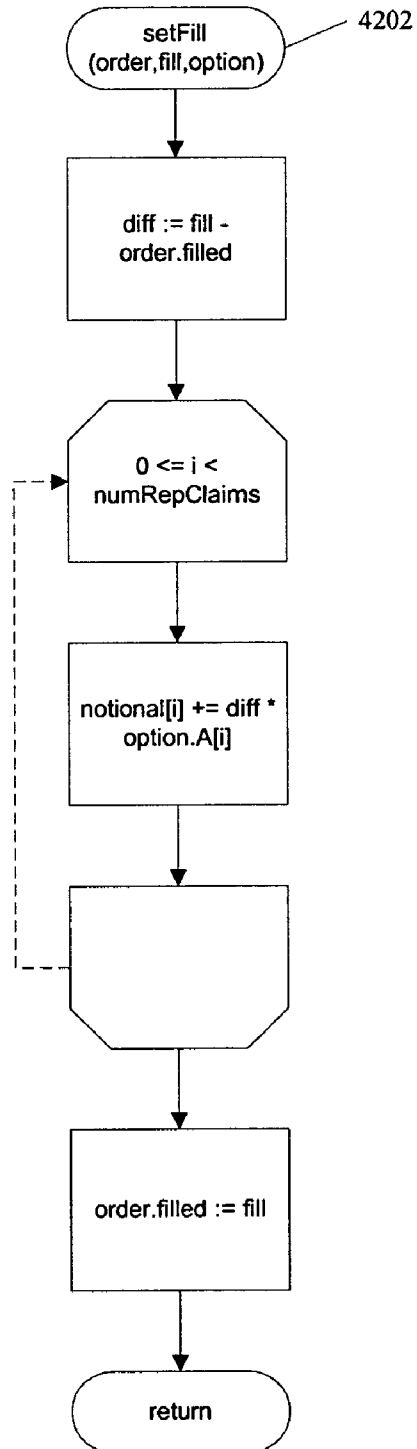 setFill
(order,fill,option)
4202
diff := fill -
order.filled
0 <= i <
numRepClaims
notional[i] += diff *
option.A[i]
order.filled := fill
return